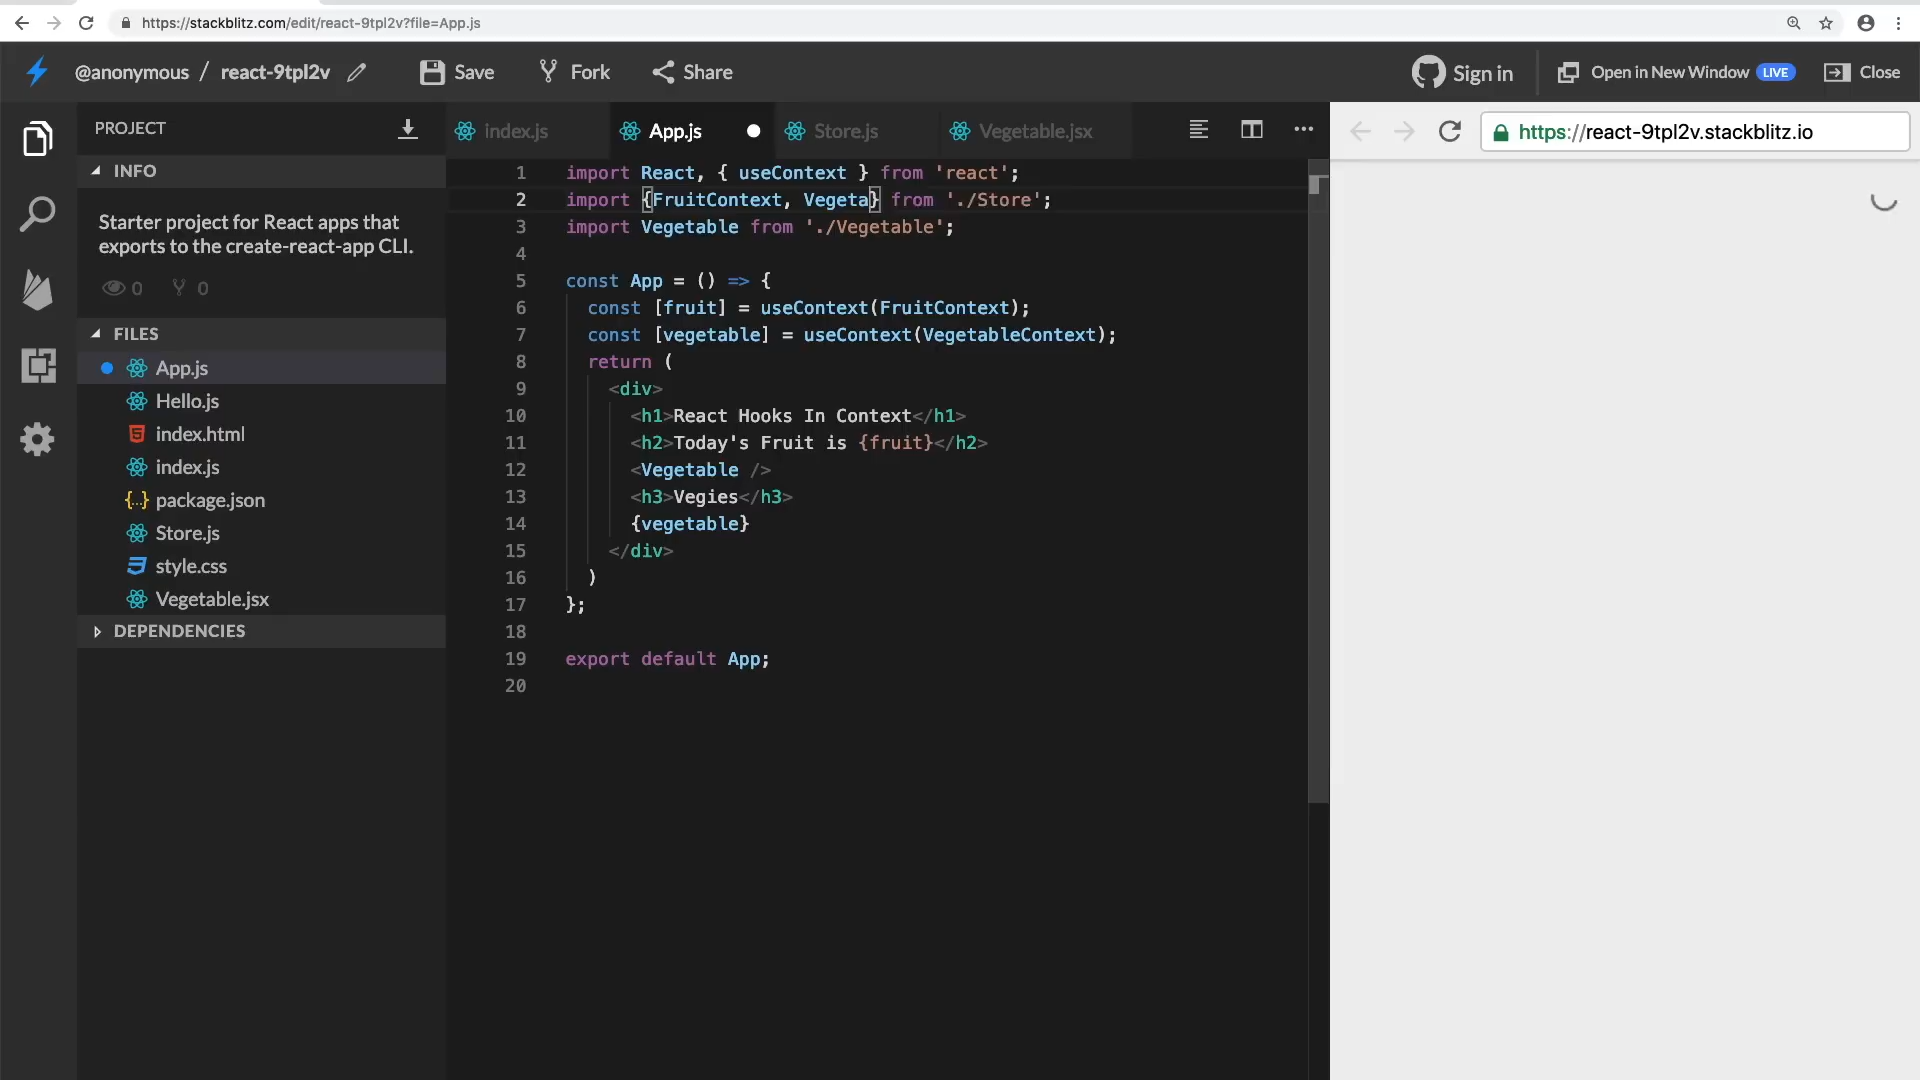 https://stackblitz.com/edit/react-9tpl2v?file=App.js
@anonymous / react-9tpl2v
Save
Fork
Share
Sign in
Open in New Window LIVE
Close
PROJECT
index.js
App.js
Store.js
Vegetable.jsx
https://react-9tpl2v.stackblitz.io
INFO
Starter project for React apps that
exports to the create-react-app CLI.
0 0
FILES
App.js
Hello.js
index.html
index.js
{..} package.json
Store.js
style.css
Vegetable.jsx
DEPENDENCIES
1 import React, { useContext } from 'react';
2 import {FruitContext, Vegeta} from './Store';
3 import Vegetable from './Vegetable';
4
5 const App = () => {
6 const [fruit] = useContext(FruitContext);
7 const [vegetable] = useContext(VegetableContext);
8 return (
9 <div>
10 <h1>React Hooks In Context</h1>
11 <h2>Today's Fruit is {fruit}</h2>
12 <Vegetable />
13 <h3>Vegies</h3>
14 {vegetable}
15 </div>
16 )
17 };
18
19 export default App;
20